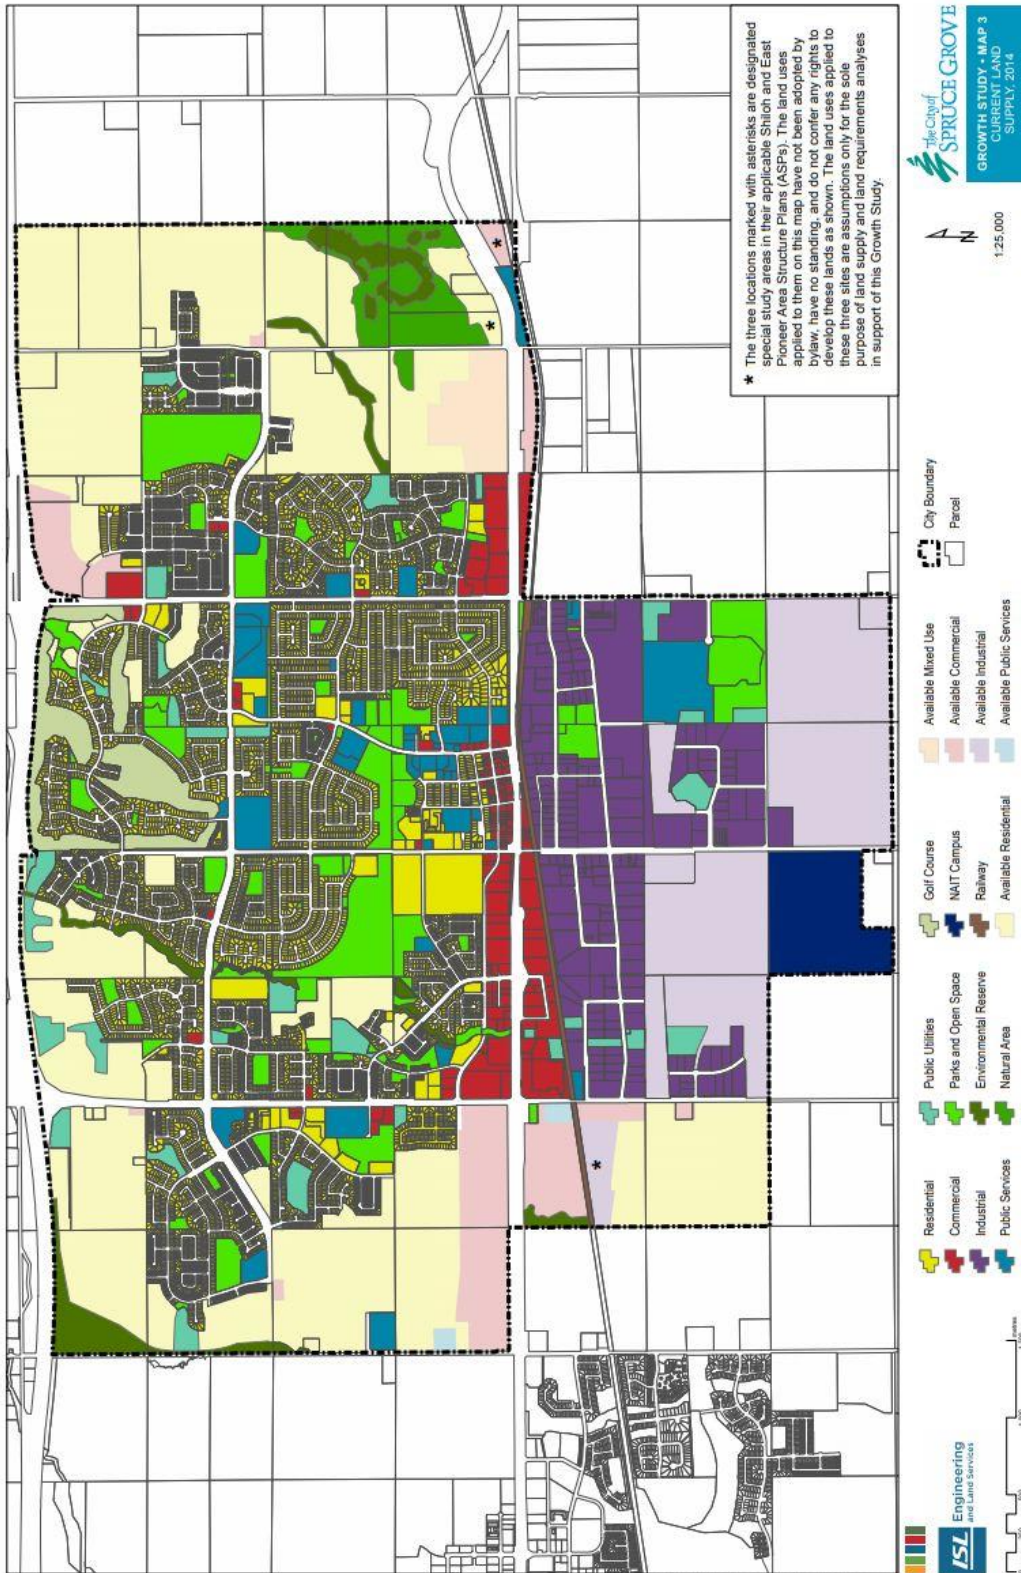 * The three locations marked with asterisks are designated
special study areas in their applicable Shiloh and East
Pioneer Area Structure Plans (ASPs). The land uses
applied to them on this map have not been adopted by
bylaw, have no standing, and do not confer any rights to
develop these lands as shown. The land uses applied to
these three sites are assumptions only for the sole
purpose of land supply and land requirements analyses
in support of this Growth Study.
*
*
*
ISL Engineering
and Land Services
metres
Residential
Commercial
Industrial
Public Services
Public Utilities
Parks and Open Space
Environmental Reserve
Natural Area
Golf Course
NAIT Campus
Railway
Available Residential
Available Mixed Use
Available Commercial
Available Industrial
Available Public Services
City Boundary
Parcel
N
1:25,000
The City of
SPRUCE GROVE
GROWTH STUDY • MAP 3
CURRENT LAND
SUPPLY, 2014